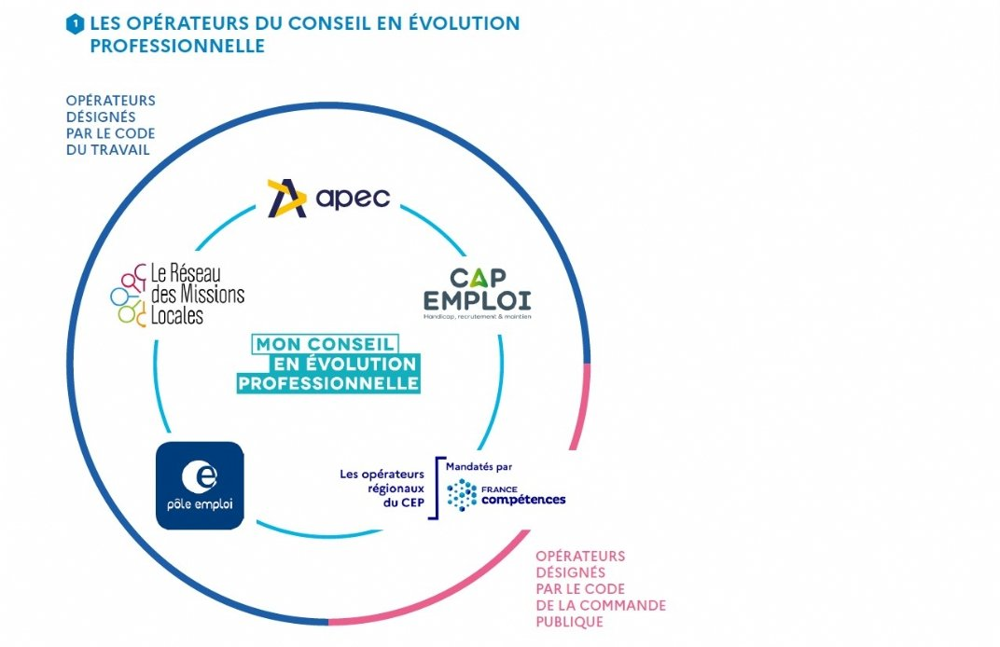 1 LES OPÉRATEURS DU CONSEIL EN ÉVOLUTION
PROFESSIONNELLE
OPÉRATEURS
DÉSIGNÉS
PAR LE CODE
DU TRAVAIL
apec
Le Réseau
des Missions
Locales
CAP
EMPLOI
Handicap, recrutement & maintien
MON CONSEIL
EN ÉVOLUTION
PROFESSIONNELLE
e
pôle emploi
Les opérateurs
régionaux
du CEP
Mandatés par
FRANCE
compétences
OPÉRATEURS
DÉSIGNÉS
PAR LE CODE
DE LA COMMANDE
PUBLIQUE